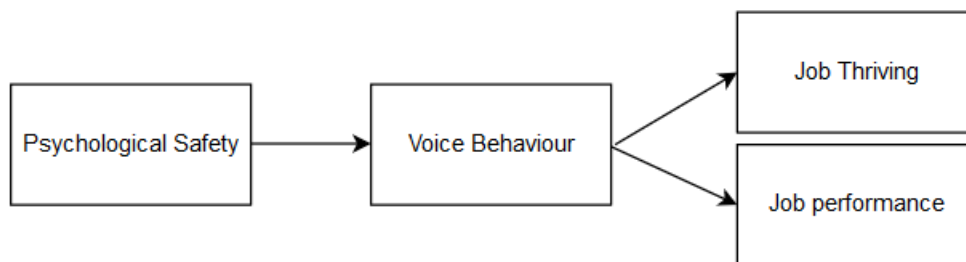 Psychological Safety
Voice Behaviour
Job Thriving
Job performance